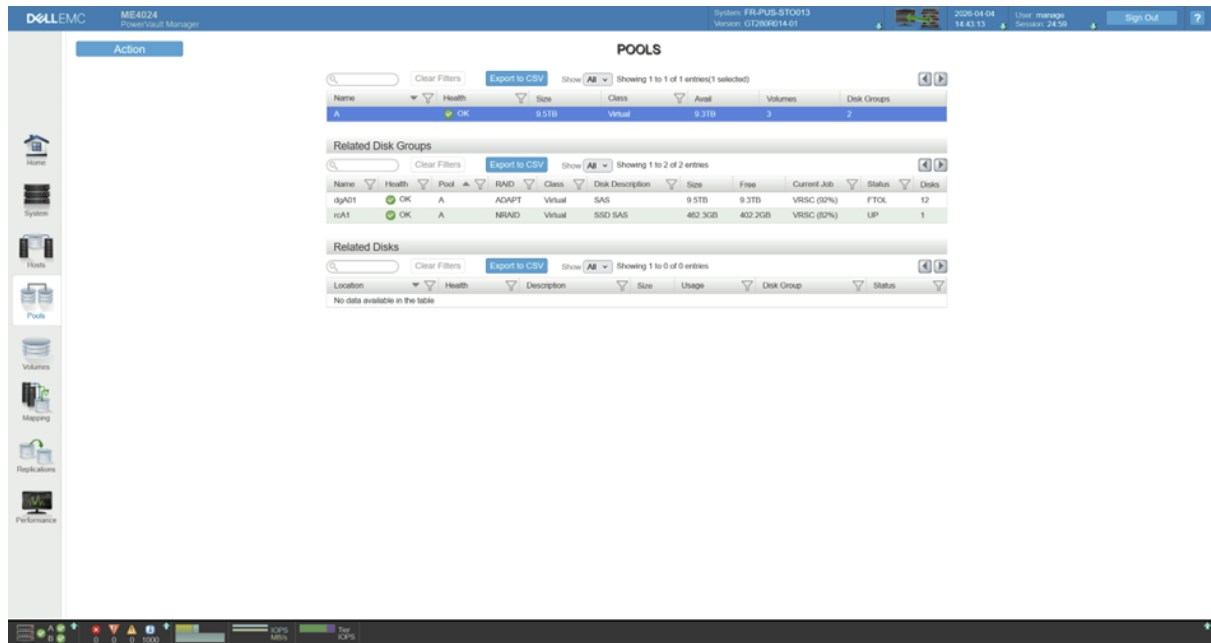 DELLEMC ME4024 PowerVault Manager
System: FR-PUS-STO013
Version: GT280R014-01
2026-04-04
14:43:13
User: manage
Session: 24:59
Sign Out
?
Action
POOLS
Clear Filters Export to CSV Show All Showing 1 to 1 of 1 entries(1 selected)
Name Health Size Class Avail Volumes Disk Groups
A OK 9.5TB Virtual 9.3TB 3 2
Related Disk Groups
Clear Filters Export to CSV Show All Showing 1 to 2 of 2 entries
Name Health Pool RAID Class Disk Description Size Free Current Job Status Disks
dgA01 OK A ADAPT Virtual SAS 9.5TB 9.3TB VRSC (92%) FTOL 12
rcA1 OK A NRAID Virtual SSD SAS 462.3GB 402.2GB VRSC (82%) UP 1
Related Disks
Clear Filters Export to CSV Show All Showing 1 to 0 of 0 entries
Location Health Description Size Usage Disk Group Status
No data available in the table
Home
System
Hosts
Pools
Volumes
Mapping
Replications
Performance
A
B
0 0 0 1000
IOPS
MB/s
Tier
IOPS